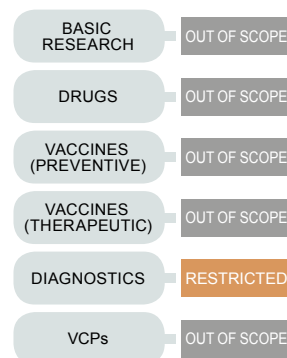 BASIC
RESEARCH
OUT OF SCOPE
DRUGS
OUT OF SCOPE
VACCINES
(PREVENTIVE)
OUT OF SCOPE
VACCINES
(THERAPEUTIC)
OUT OF SCOPE
DIAGNOSTICS
RESTRICTED
VCPs
OUT OF SCOPE